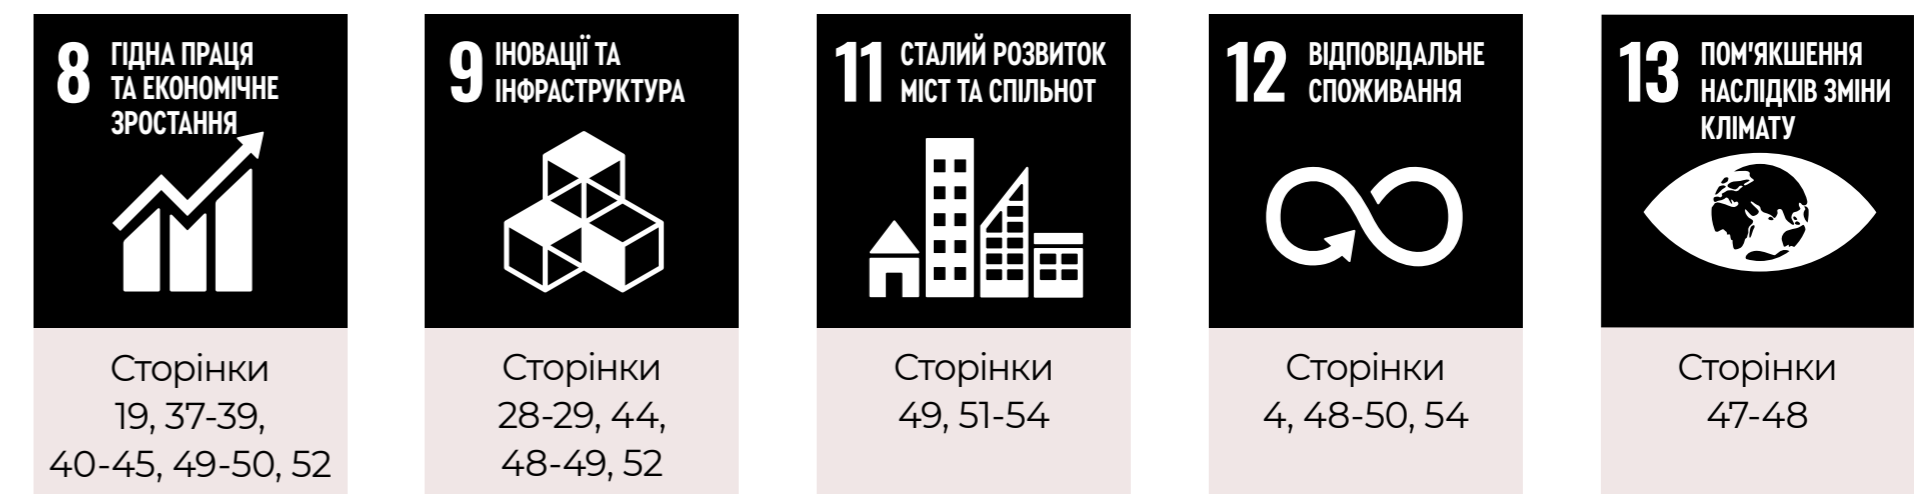 8
ГІДНА ПРАЦЯ
ТА ЕКОНОМІЧНЕ
ЗРОСТАННЯ
Сторінки
19, 37-39,
40-45, 49-50, 52
9
ІНОВАЦІЇ ТА
ІНФРАСТРУКТУРА
Сторінки
28-29, 44,
48-49, 52
11
СТАЛИЙ РОЗВИТОК
МІСТ ТА СПІЛЬНОТ
Сторінки
49, 51-54
12
ВІДПОВІДАЛЬНЕ
СПОЖИВАННЯ
Сторінки
4, 48-50, 54
13
ПОМ'ЯКШЕННЯ
НАСЛІДКІВ ЗМІНИ
КЛІМАТУ
Сторінки
47-48